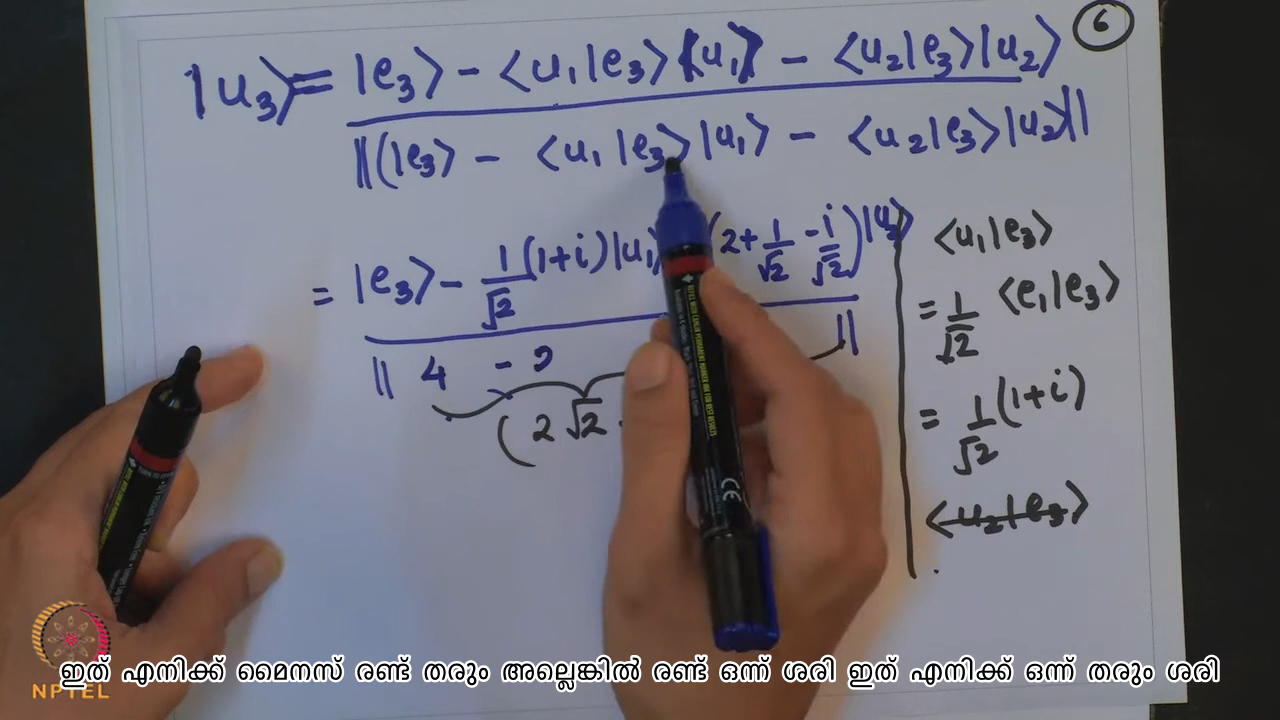 6
|u₃⟩ = |e₃⟩ - ⟨u₁|e₃⟩ |u₁⟩ - ⟨u₂|e₃⟩|u₂⟩
||(|e₃⟩ - ⟨u₁|e₃⟩|u₁⟩ - ⟨u₂|e₃⟩|u₂⟩||
= |e₃⟩ - 1/√2 (1+i)|u₁⟩ (2+1/√2 - i/√2)|u₂⟩
|| 4 - 2 ||
(2√2
⟨u₁|e₃⟩
= 1/√2 ⟨e₁|e₃⟩
= 1/√2 (1+i)
⟨u₂|e₃⟩
NPTEL
ഇത് എനിക്ക് മൈനസ് രണ്ട് തരും അല്ലെങ്കിൽ രണ്ട് ഒന്ന് ശരി ഇത് എനിക്ക് ഒന്ന് തരും ശരി